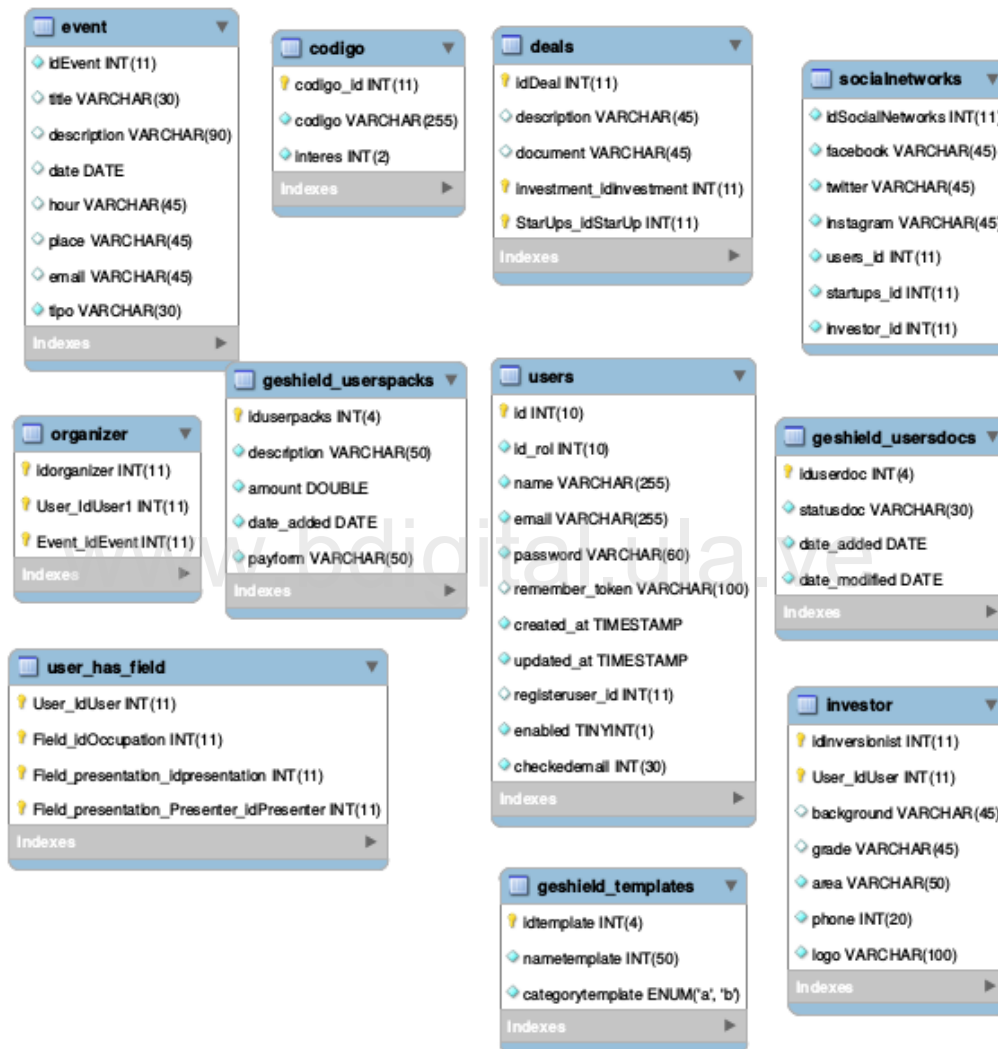 event
idEvent INT(11)
title VARCHAR(30)
description VARCHAR(90)
date DATE
hour VARCHAR(45)
place VARCHAR(45)
email VARCHAR(45)
tipo VARCHAR(30)
Indexes
codigo
codigo_id INT(11)
codigo VARCHAR(255)
interes INT(2)
Indexes
deals
idDeal INT(11)
description VARCHAR(45)
document VARCHAR(45)
investment_idinvestment INT(11)
StarUps_idStarUp INT(11)
Indexes
socialnetworks
idSocialNetworks INT(11)
facebook VARCHAR(45)
twitter VARCHAR(45)
instagram VARCHAR(45)
users_id INT(11)
startups_id INT(11)
investor_id INT(11)
organizer
idorganizer INT(11)
User_IdUser1 INT(11)
Event_idEvent INT(11)
Indexes
geshield_userspacks
iduserpacks INT(4)
description VARCHAR(50)
amount DOUBLE
date_added DATE
payform VARCHAR(50)
Indexes
users
id INT(10)
id_rol INT(10)
name VARCHAR(255)
email VARCHAR(255)
password VARCHAR(60)
remember_token VARCHAR(100)
created_at TIMESTAMP
updated_at TIMESTAMP
registeruser_id INT(11)
enabled TINYINT(1)
checkedemail INT(30)
Indexes
geshield_usersdocs
iduserdoc INT(4)
statusdoc VARCHAR(30)
date_added DATE
date_modified DATE
Indexes
www.bdigital.ula.ve
user_has_field
User_IdUser INT(11)
Field_idOccupation INT(11)
Field_presentation_idpresentation INT(11)
Field_presentation_Presenter_idPresenter INT(11)
Indexes
investor
idinversionist INT(11)
User_IdUser INT(11)
background VARCHAR(45)
grade VARCHAR(45)
area VARCHAR(50)
phone INT(20)
logo VARCHAR(100)
Indexes
geshield_templates
idtemplate INT(4)
nametemplate INT(50)
categorytemplate ENUM('a', 'b')
Indexes